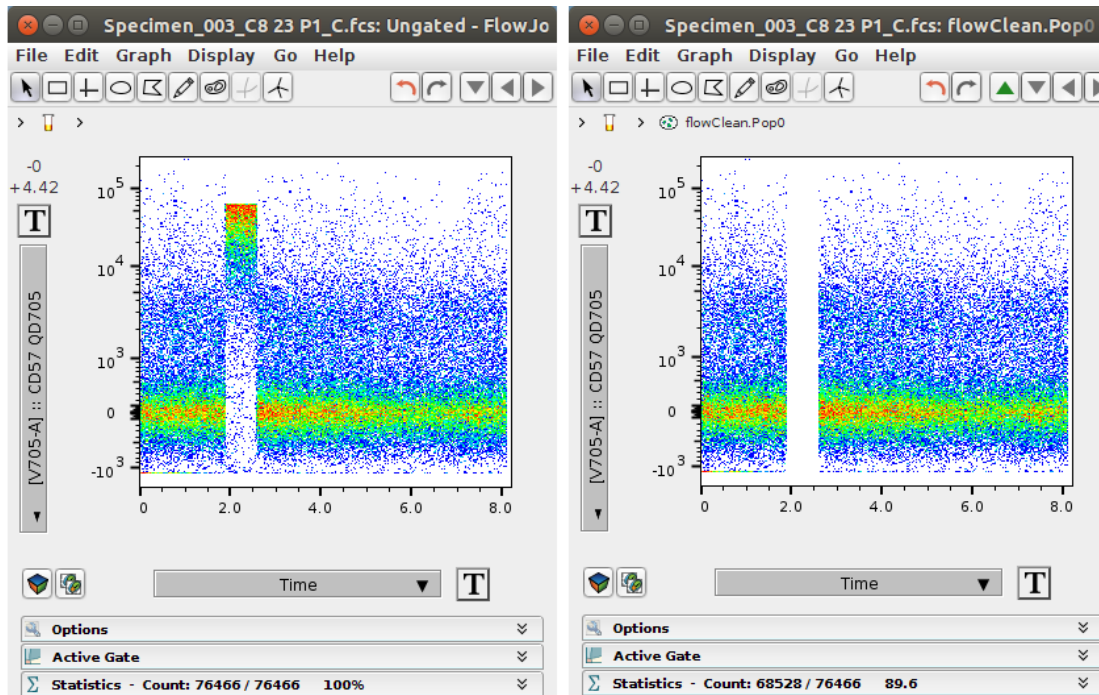 Specimen_003_C8 23 P1_C.fcs: Ungated - FlowJo
File Edit Graph Display Go Help
> >
-0
+4.42
T
[V705-A] :: CD57 QD705
10^5
10^4
10^3
0
-10^3
0 2.0 4.0 6.0 8.0
Time T
Options
Active Gate
Σ Statistics - Count: 76466 / 76466 100%
Specimen_003_C8 23 P1_C.fcs: flowClean.Pop0
File Edit Graph Display Go Help
> > flowClean.Pop0
-0
+4.42
T
[V705-A] :: CD57 QD705
10^5
10^4
10^3
0
-10^3
0 2.0 4.0 6.0 8.0
Time T
Options
Active Gate
Σ Statistics - Count: 68528 / 76466 89.6